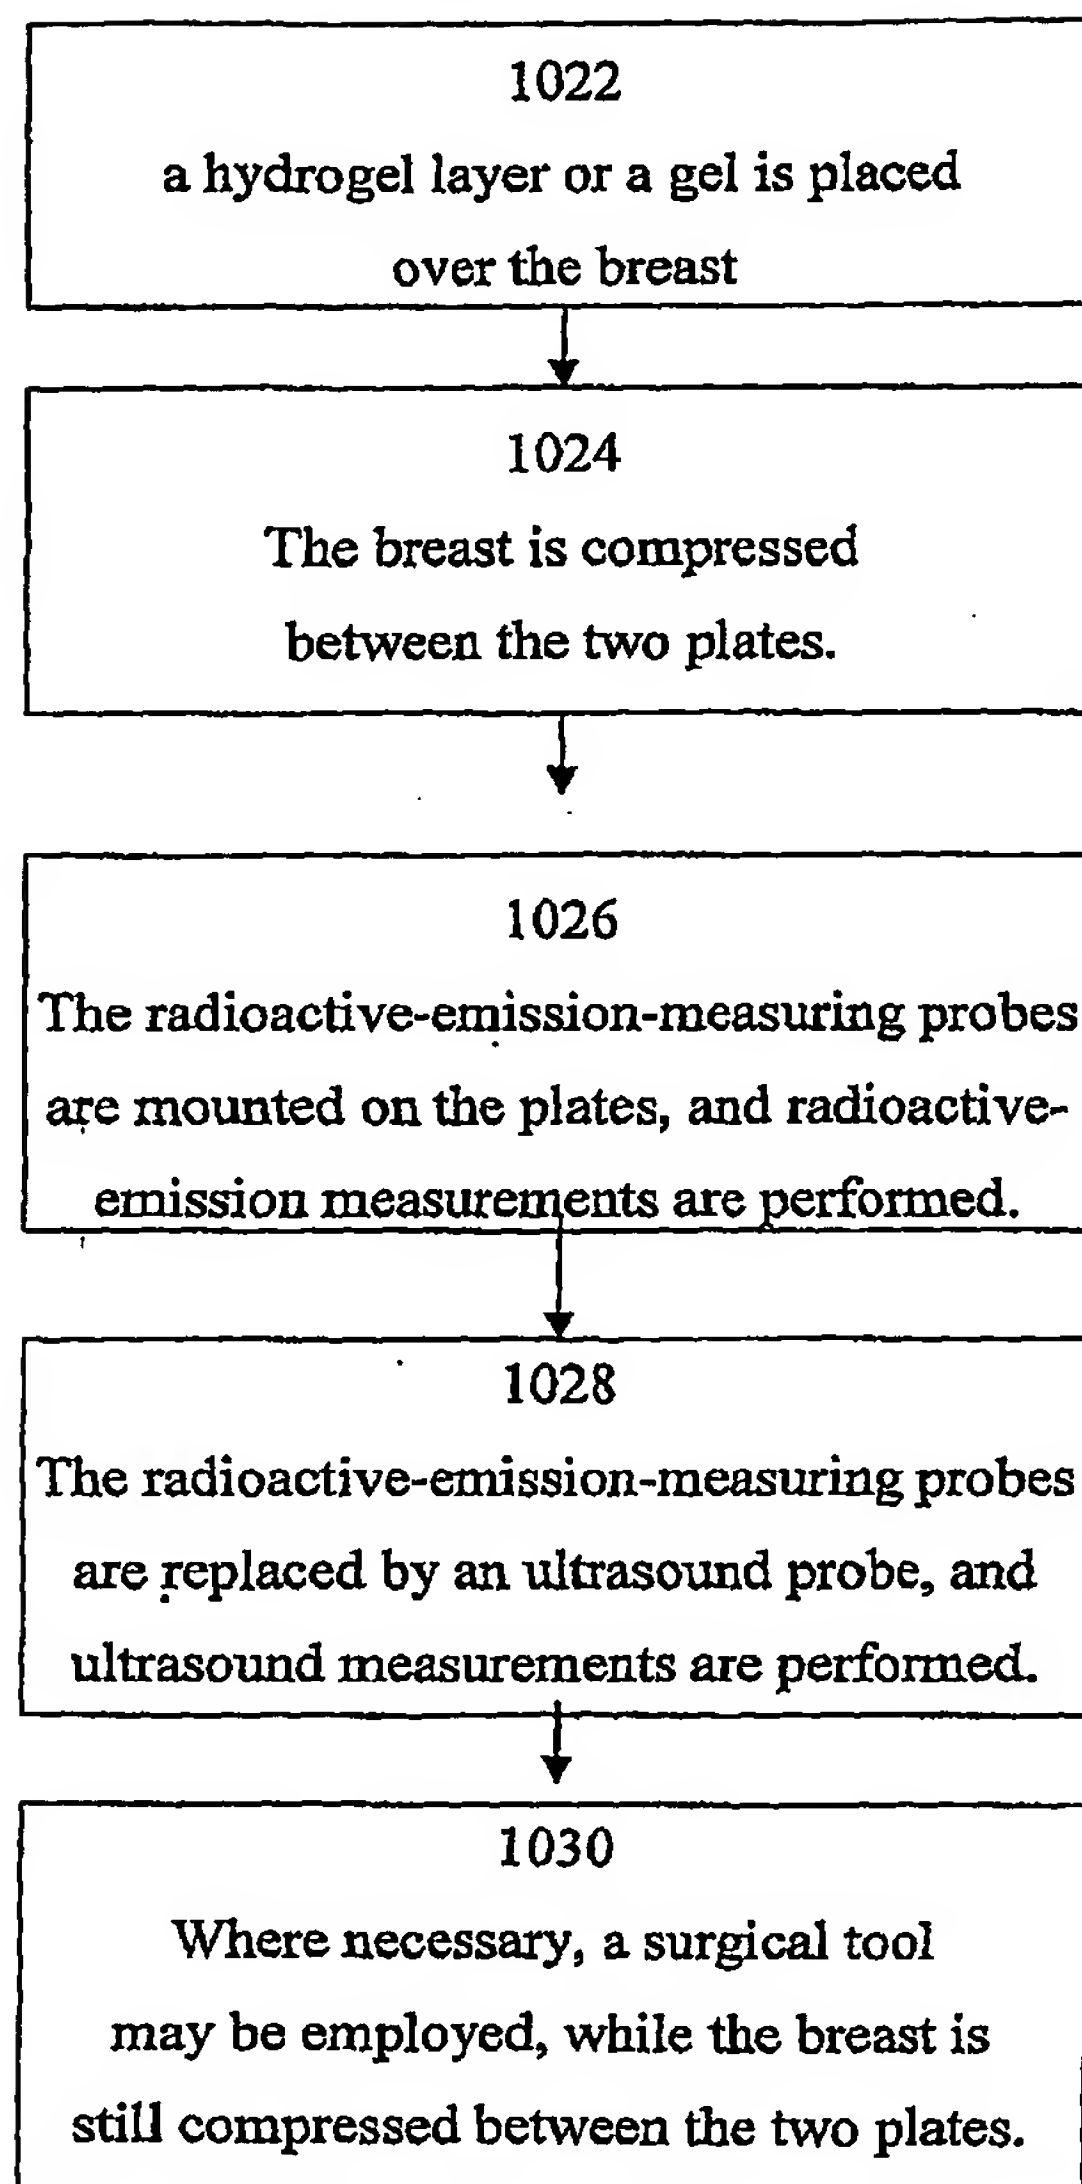 1022
a hydrogel layer or a gel is placed
over the breast
1024
The breast is compressed
between the two plates.
1026
The radioactive-emission-measuring probes
are mounted on the plates, and radioactive-
emission measurements are performed.
1028
The radioactive-emission-measuring probes
are replaced by an ultrasound probe, and
ultrasound measurements are performed.
1030
Where necessary, a surgical tool
may be employed, while the breast is
still compressed between the two plates.